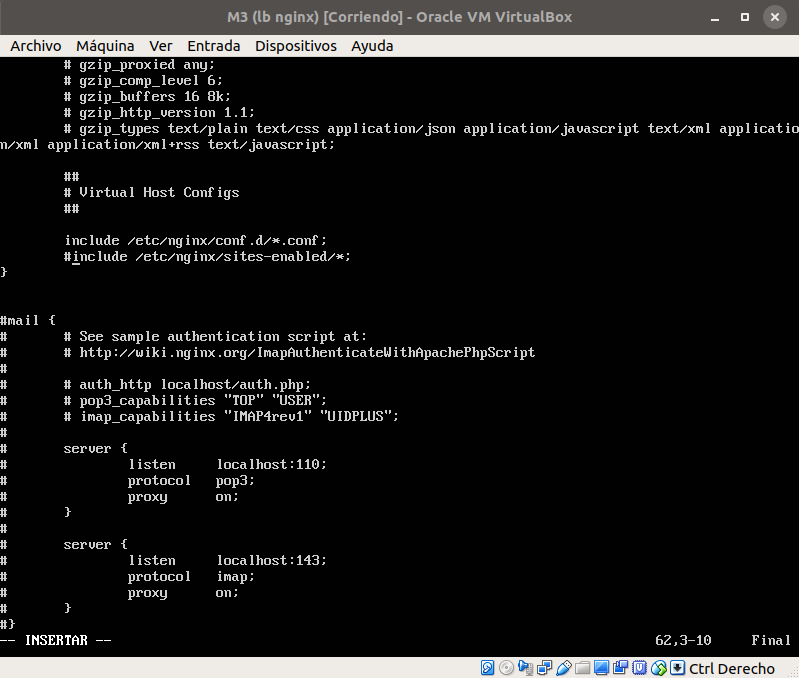 M3 (lb nginx) [Corriendo] - Oracle VM VirtualBox
Archivo Máquina Ver Entrada Dispositivos Ayuda
        # gzip_proxied any;
        # gzip_comp_level 6;
        # gzip_buffers 16 8k;
        # gzip_http_version 1.1;
        # gzip_types text/plain text/css application/json application/javascript text/xml applicatio
n/xml application/xml+rss text/javascript;
        ##
        # Virtual Host Configs
        ##
        include /etc/nginx/conf.d/*.conf;
        #include /etc/nginx/sites-enabled/*;
}
#mail {
#       # See sample authentication script at:
#       # http://wiki.nginx.org/ImapAuthenticateWithApachePhpScript
#
#       # auth_http localhost/auth.php;
#       # pop3_capabilities "TOP" "USER";
#       # imap_capabilities "IMAP4rev1" "UIDPLUS";
#
#       server {
#               listen     localhost:110;
#               protocol   pop3;
#               proxy      on;
#       }
#
#       server {
#               listen     localhost:143;
#               protocol   imap;
#               proxy      on;
#       }
#}
-- INSERTAR --                                                                    62,3-10     Final
Ctrl Derecho